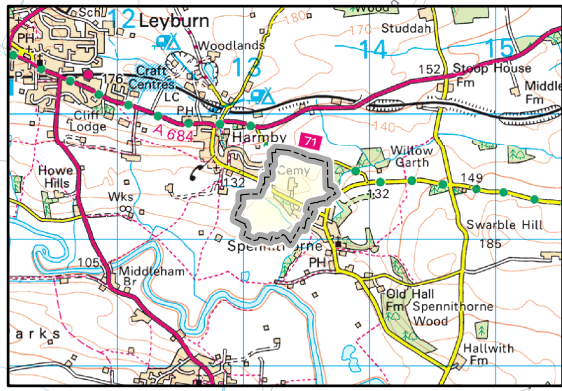 Sch
Wood
180
12
Leyburn
170
Studdah
PH
Woodlands
14
15
13
152
Stoop House
Fm
Middle
Fm
P
176
Craft
Centres
LC
PH
Cliff
Lodge
A 684
Harmby
140
71
Willow
Garth
Cemy
Howe
Hills
132
149
132
Wks
Swarble Hill
185
Spennithorne
105
Middleham
Br
PH
Old Hall
Fm
Spennithorne
Wood
arks
Hallwith
Fm